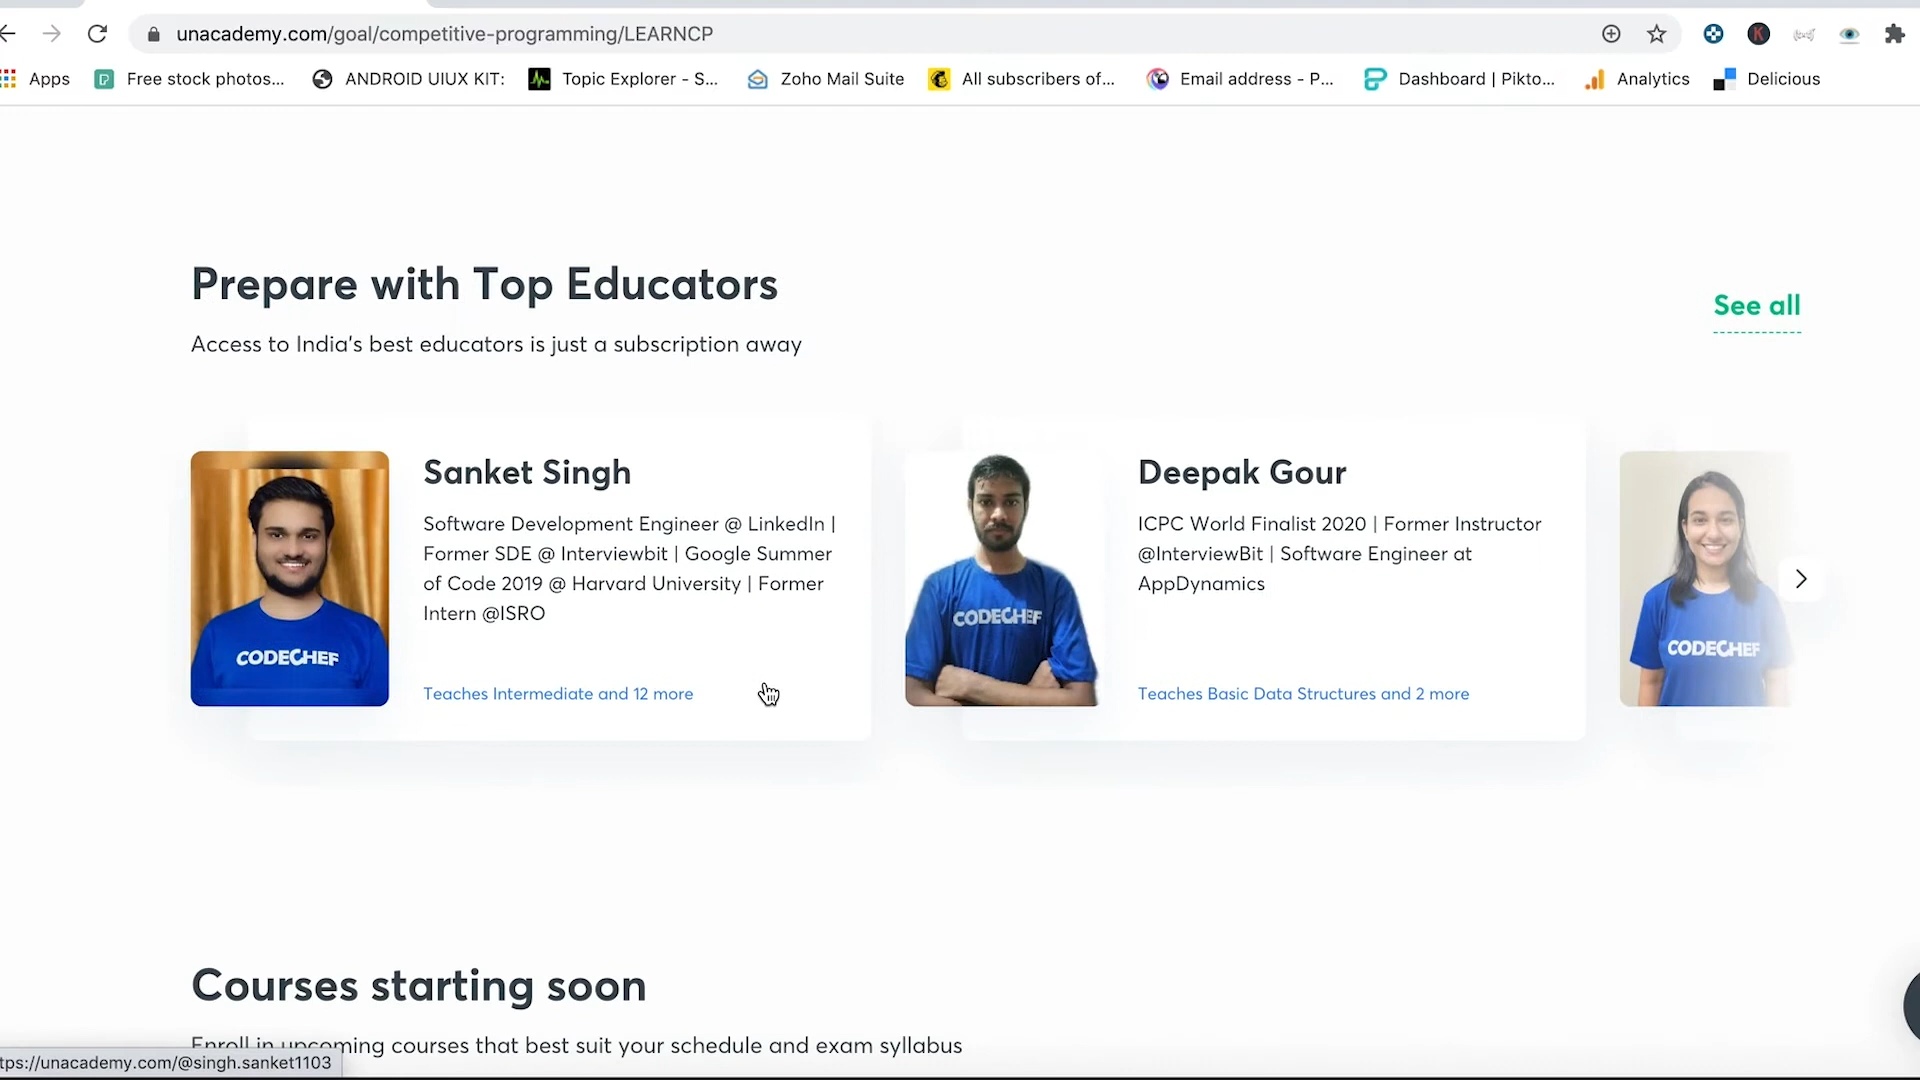 unacademy.com/goal/competitive-programming/LEARNCP
K
Apps
Free stock photos...
ANDROID UIUX KIT:
Topic Explorer - S...
Zoho Mail Suite
All subscribers of...
Email address - P...
Dashboard | Pikto...
Analytics
Delicious
Prepare with Top Educators
See all
Access to India's best educators is just a subscription away
Sanket Singh
Software Development Engineer @ LinkedIn |
Former SDE @ Interviewbit | Google Summer
of Code 2019 @ Harvard University | Former
Intern @ISRO
Teaches Intermediate and 12 more
CODECHEF
Deepak Gour
ICPC World Finalist 2020 | Former Instructor
@InterviewBit | Software Engineer at
AppDynamics
Teaches Basic Data Structures and 2 more
CODECHEF
CODECHEF
Courses starting soon
Enroll in upcoming courses that best suit your schedule and exam syllabus
tps://unacademy.com/@singh.sanket1103